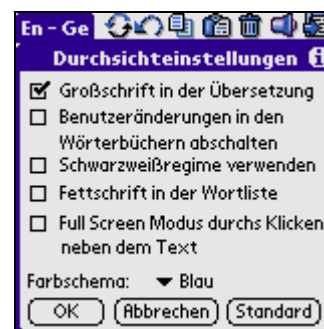 En - Ge
Durchsichteinstellungen
Großschrift in der Übersetzung
Benutzeränderungen in den
Wörterbüchern abschalten
Schwarzweißregime verwenden
Fettschrift in der Wortliste
Full Screen Modus durchs Klicken
neben dem Text
Farbschema: Blau
OK Abbrechen Standard